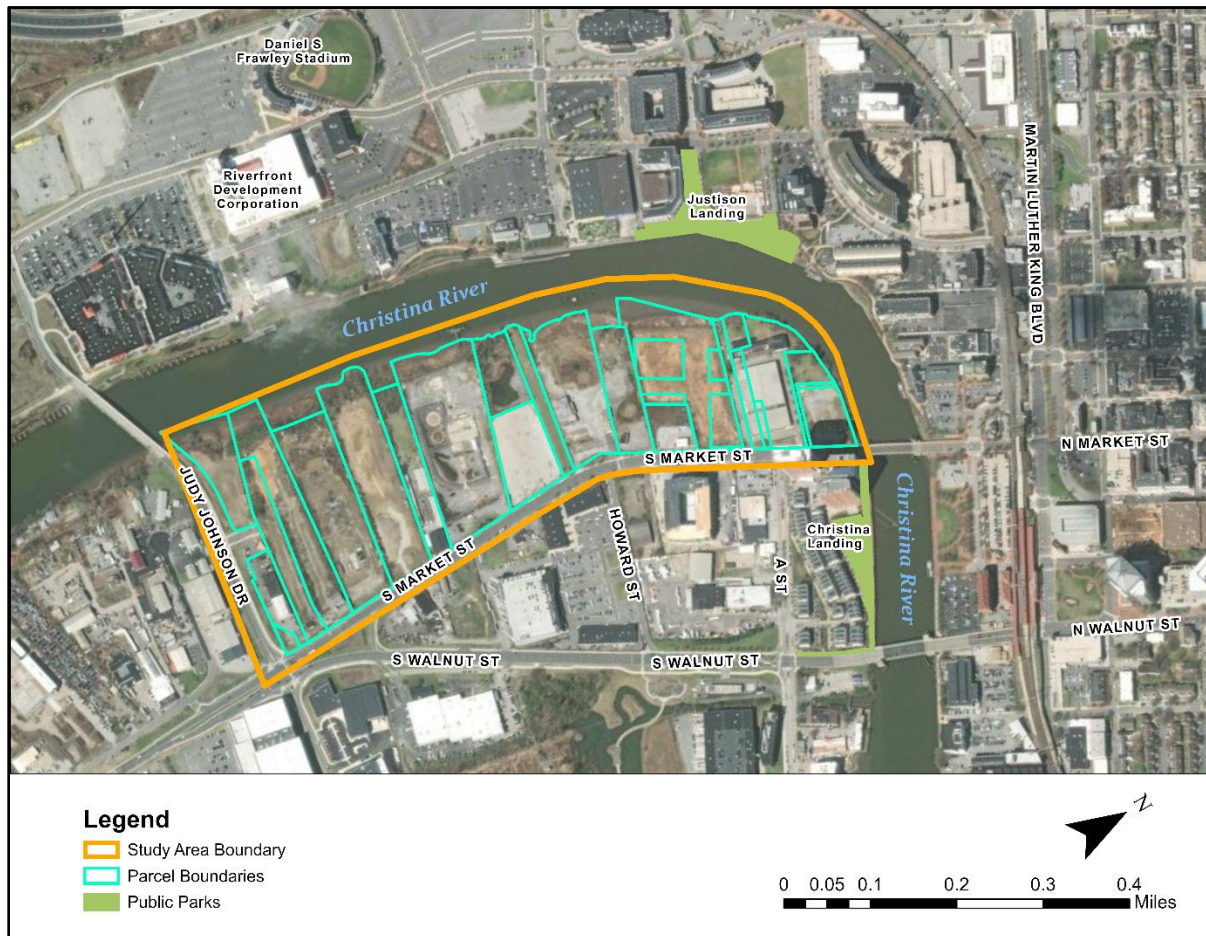 Daniel S
Frawley Stadium
Riverfront
Development
Corporation
Justison
Landing
MARTIN LUTHER KING BLVD
Christina River
N MARKET ST
S MARKET ST
JUDY JOHNSON DR
S MARKET ST
HOWARD ST
A ST
Christina
Landing
Christina River
N WALNUT ST
S WALNUT ST
S WALNUT ST
Legend
Study Area Boundary
Parcel Boundaries
Public Parks
N
0 0.05 0.1 0.2 0.3 0.4
Miles